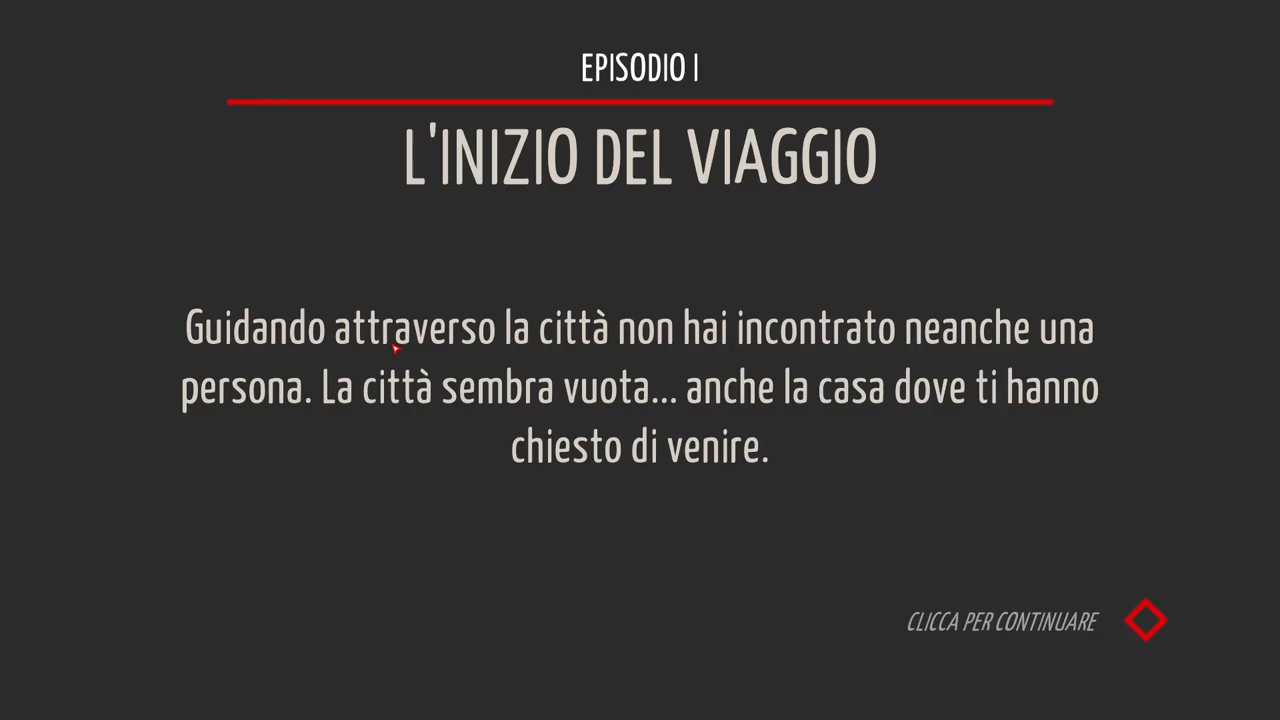 EPISODIO I
L'INIZIO DEL VIAGGIO
Guidando attraverso la città non hai incontrato neanche una
persona. La città sembra vuota... anche la casa dove ti hanno
chiesto di venire.
CLICCA PER CONTINUARE